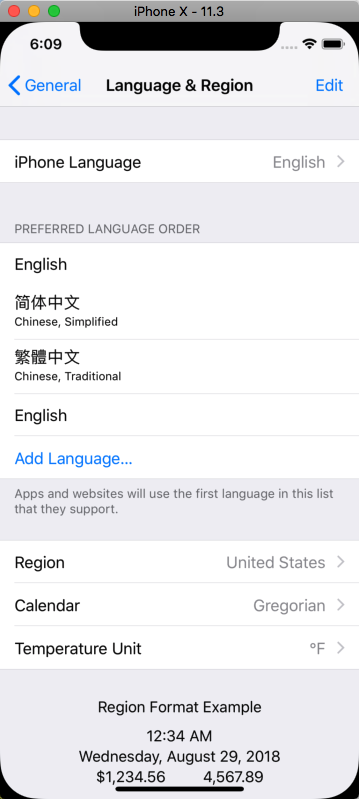 iPhone X - 11.3
6:09
General
Language & Region
Edit
iPhone Language
English
PREFERRED LANGUAGE ORDER
English
简体中文
Chinese, Simplified
繁體中文
Chinese, Traditional
English
Add Language...
Apps and websites will use the first language in this list
that they support.
Region
United States
Calendar
Gregorian
Temperature Unit
°F
Region Format Example
12:34 AM
Wednesday, August 29, 2018
$1,234.56 4,567.89